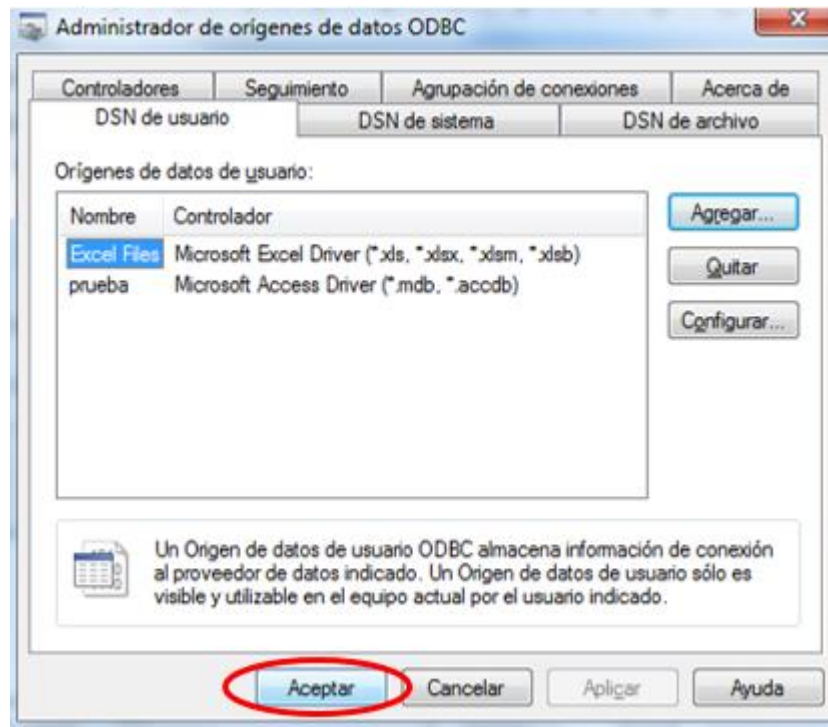 Administrador de orígenes de datos ODBC
Controladores Seguimiento Agrupación de conexiones Acerca de
DSN de usuario DSN de sistema DSN de archivo
Orígenes de datos de usuario:
Nombre Controlador
Excel Files Microsoft Excel Driver (*.xls, *.xlsx, *.xlsm, *.xlsb)
prueba Microsoft Access Driver (*.mdb, *.accdb)
Agregar...
Quitar
Configurar...
Un Origen de datos de usuario ODBC almacena información de conexión
al proveedor de datos indicado. Un Origen de datos de usuario sólo es
visible y utilizable en el equipo actual por el usuario indicado.
Aceptar Cancelar Aplicar Ayuda